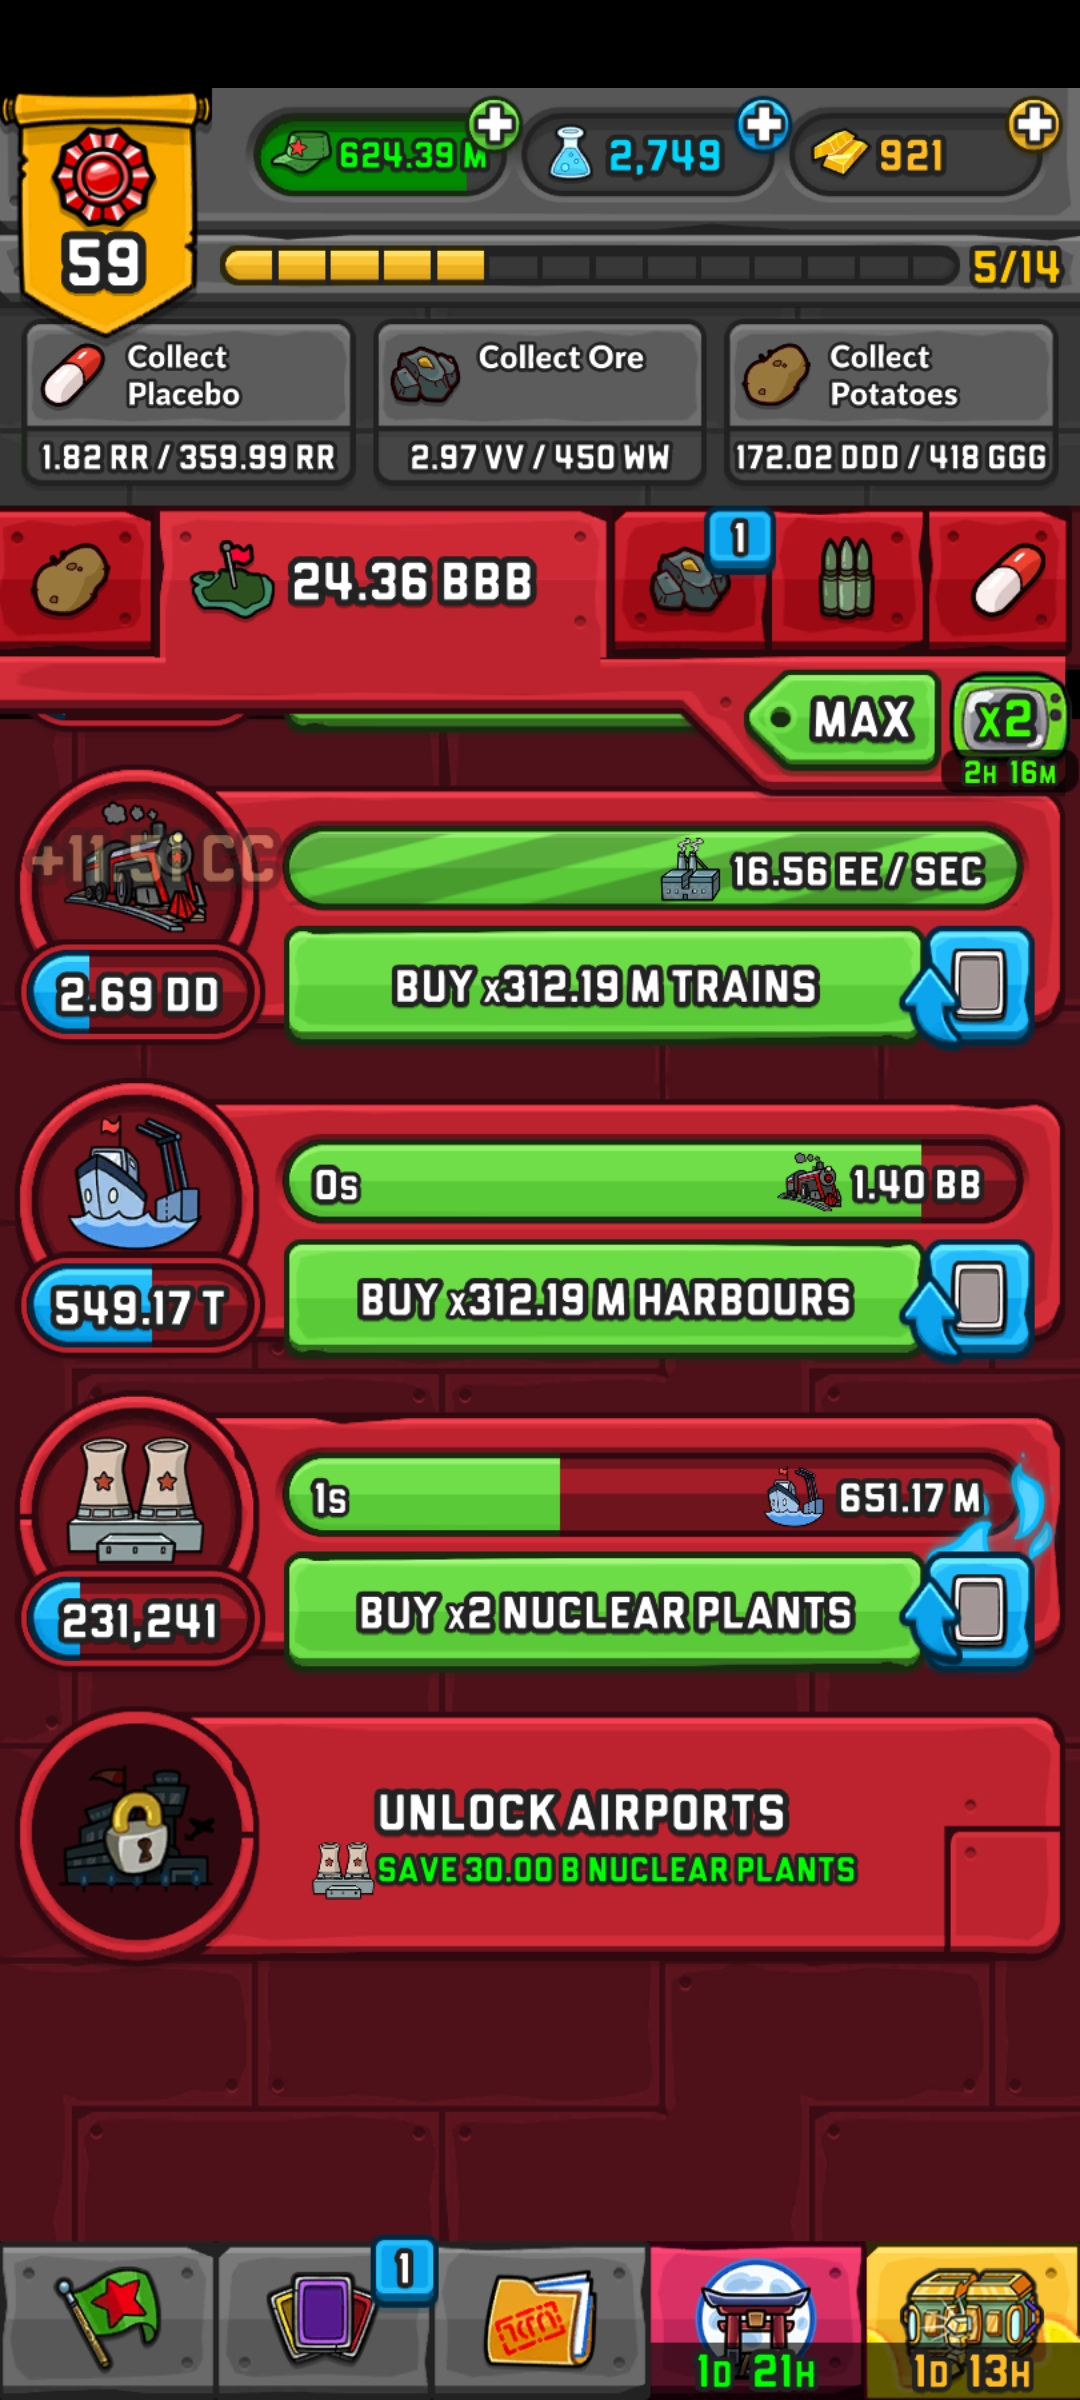 624.39 M
2,749
921
59
5/14
Collect
Placebo
1.82 RR / 359.99 RR
Collect Ore
2.97 VV / 450 WW
Collect
Potatoes
172.02 DDD / 418 GGG
24.36 BBB
1
MAX
x2
2H 16M
+11.51 CC
16.56 EE / SEC
2.69 DD
BUY x312.19 M TRAINS
0s
1.40 BB
549.17 T
BUY x312.19 M HARBOURS
1s
651.17 M
231,241
BUY x2 NUCLEAR PLANTS
UNLOCK AIRPORTS
SAVE 30.00 B NUCLEAR PLANTS
1
1D 21H
1D 13H